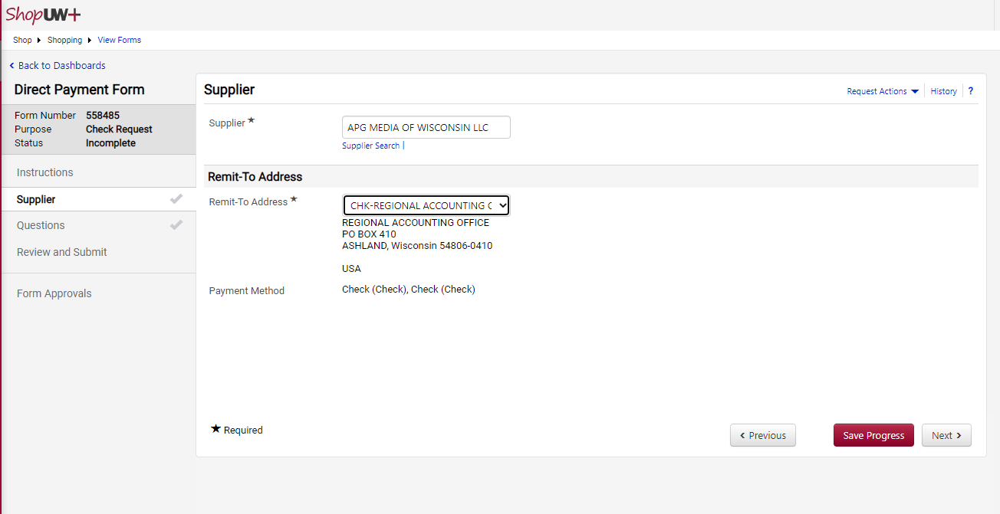 ShopUW+
Shop Shopping View Forms
Back to Dashboards
Direct Payment Form
Form Number 558485
Purpose Check Request
Status Incomplete
Instructions
Supplier
Questions
Review and Submit
Form Approvals
Supplier
Request Actions History ?
Supplier ★ APG MEDIA OF WISCONSIN LLC
Supplier Search |
Remit-To Address
Remit-To Address ★ CHK-REGIONAL ACCOUNTING
REGIONAL ACCOUNTING OFFICE
PO BOX 410
ASHLAND, Wisconsin 54806-0410
USA
Payment Method Check (Check), Check (Check)
★ Required
Previous Save Progress Next